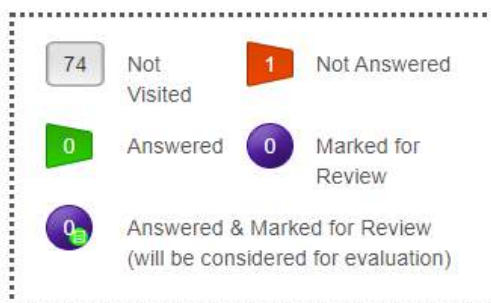 74 Not Visited
1 Not Answered
0 Answered
0 Marked for Review
0 Answered & Marked for Review
(will be considered for evaluation)